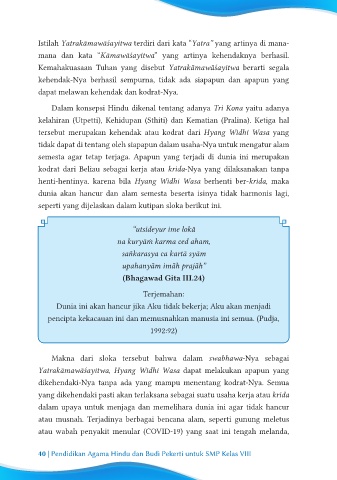 Istilah Yatrakāmawāśayitwa terdiri dari kata "Yatra" yang artinya di mana-
mana dan kata "Kāmawāśayitwa" yang artinya kehendaknya berhasil.
Kemahakuasaan Tuhan yang disebut Yatrakāmawāśayitwa berarti segala
kehendak-Nya berhasil sempurna, tidak ada siapapun dan apapun yang
dapat melawan kehendak dan kodrat-Nya.
Dalam konsepsi Hindu dikenal tentang adanya Tri Kona yaitu adanya
kelahiran (Utpetti), Kehidupan (Sthiti) dan Kematian (Pralina). Ketiga hal
tersebut merupakan kehendak atau kodrat dari Hyang Widhi Wasa yang
tidak dapat di tentang oleh siapapun dalam usaha-Nya untuk mengatur alam
semesta agar tetap terjaga. Apapun yang terjadi di dunia ini merupakan
kodrat dari Beliau sebagai kerja atau krida-Nya yang dilaksanakan tanpa
henti-hentinya, karena bila Hyang Widhi Wasa berhenti ber-krida, maka
dunia akan hancur dan alam semesta beserta isinya tidak harmonis lagi,
seperti yang dijelaskan dalam kutipan sloka berikut ini.
"utsideyur ime lokā
na kuryāṁ karma ced aham,
saṅkarasya ca kartā syām
upahanyām imāh prajāh"
(Bhagawad Gita III.24)
Terjemahan:
Dunia ini akan hancur jika Aku tidak bekerja; Aku akan menjadi
pencipta kekacauan ini dan memusnahkan manusia ini semua. (Pudja,
1992:92)
Makna dari sloka tersebut bahwa dalam swabhawa-Nya sebagai
Yatrakāmawāśayitwa, Hyang Widhi Wasa dapat melakukan apapun yang
dikehendaki-Nya tanpa ada yang mampu menentang kodrat-Nya. Semua
yang dikehendaki pasti akan terlaksana sebagai suatu usaha kerja atau krida
dalam upaya untuk menjaga dan memelihara dunia ini agar tidak hancur
atau musnah. Terjadinya berbagai bencana alam, seperti gunung meletus
atau wabah penyakit menular (COVID-19) yang saat ini tengah melanda,
40 | Pendidikan Agama Hindu dan Budi Pekerti untuk SMP Kelas VIII